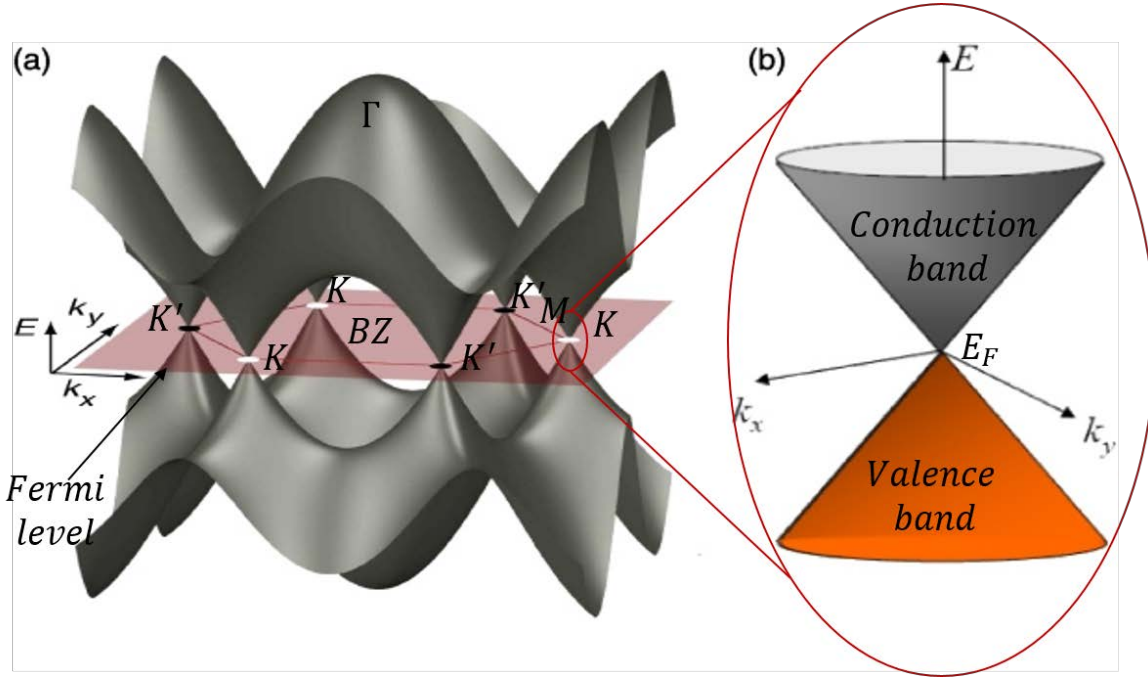 (a)
Γ
K'
K
K'
M
K
BZ
K
K'
E
k_y
k_x
Fermi
level
(b)
E
Conduction
band
E_F
k_x
k_y
Valence
band